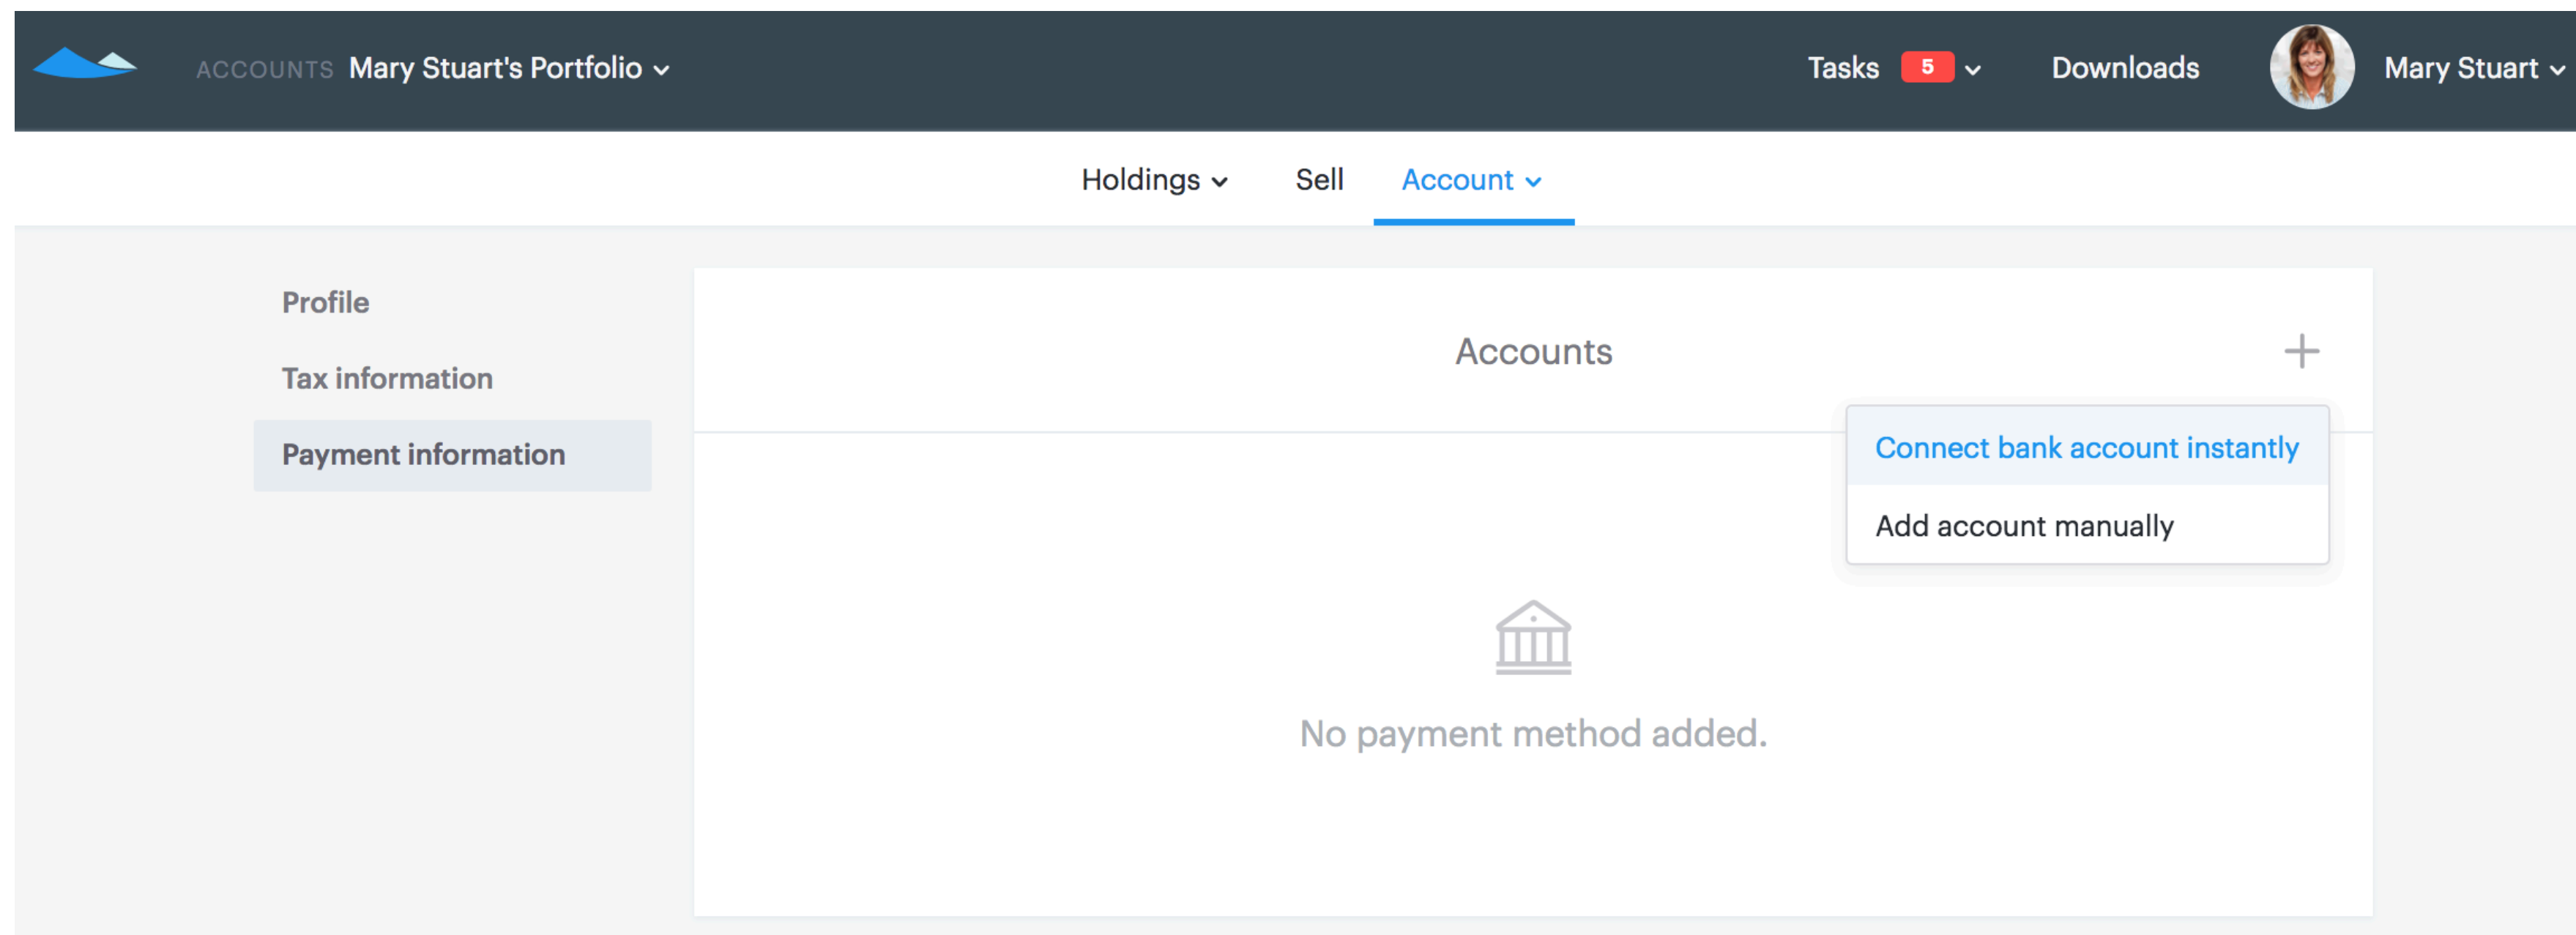 ACCOUNTS Mary Stuart's Portfolio Tasks 5 Downloads Mary Stuart
Holdings Sell Account
Profile
Tax information
Payment information
Accounts
Connect bank account instantly
Add account manually
No payment method added.